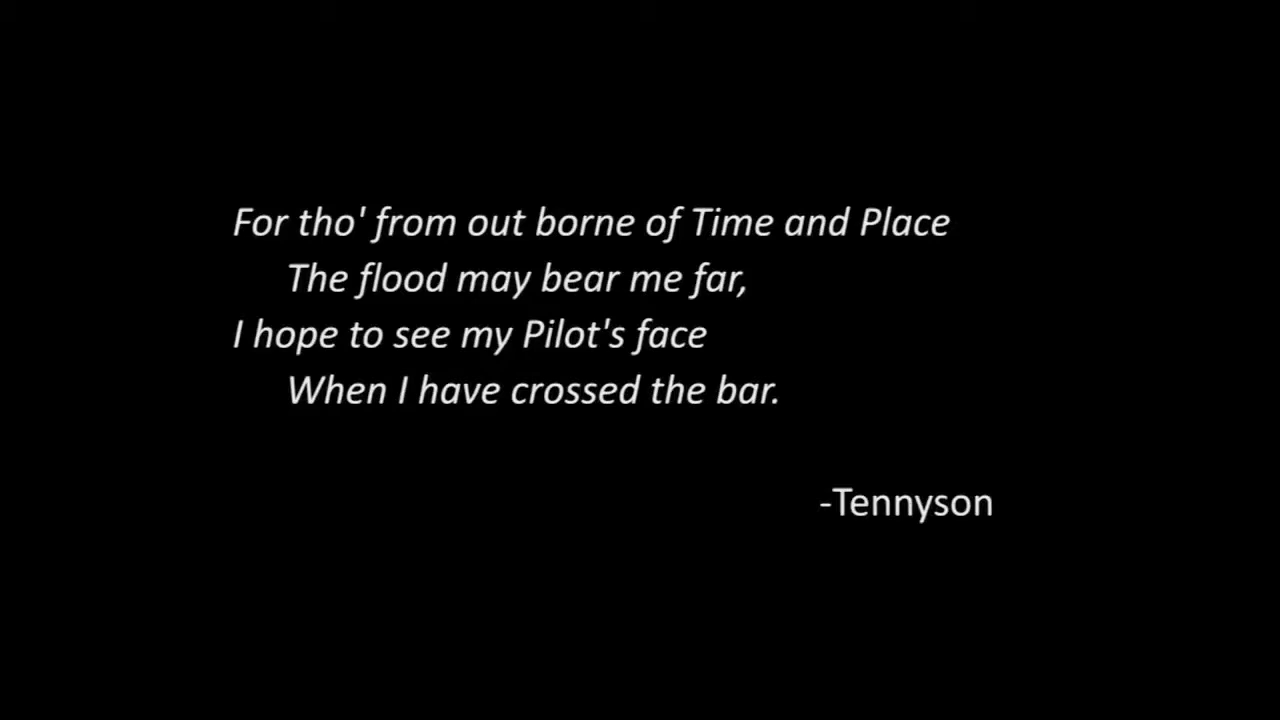 For tho' from out borne of Time and Place
The flood may bear me far,
I hope to see my Pilot's face
When I have crossed the bar.
-Tennyson